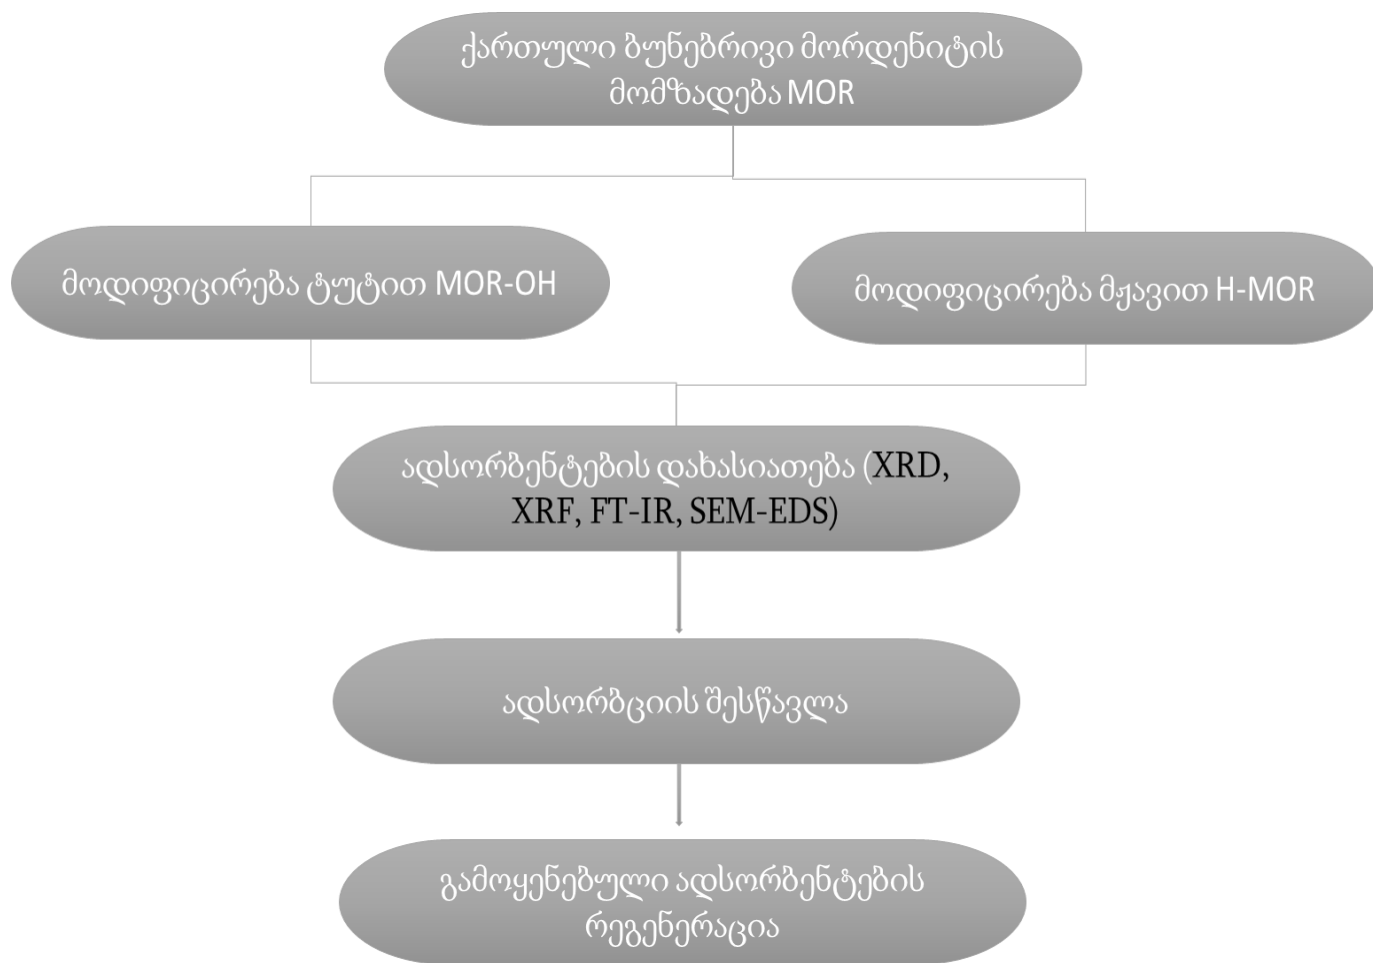 ქართული ბუნებრივი მორდენიტის
მომზადება MOR
მოდიფიცირება ტუტით MOR-OH
მოდიფიცირება მჟავით H-MOR
ადსორბენტების დახასიათება (XRD,
XRF, FT-IR, SEM-EDS)
ადსორბციის შესწავლა
გამოყენებული ადსორბენტების
რეგენერაცია